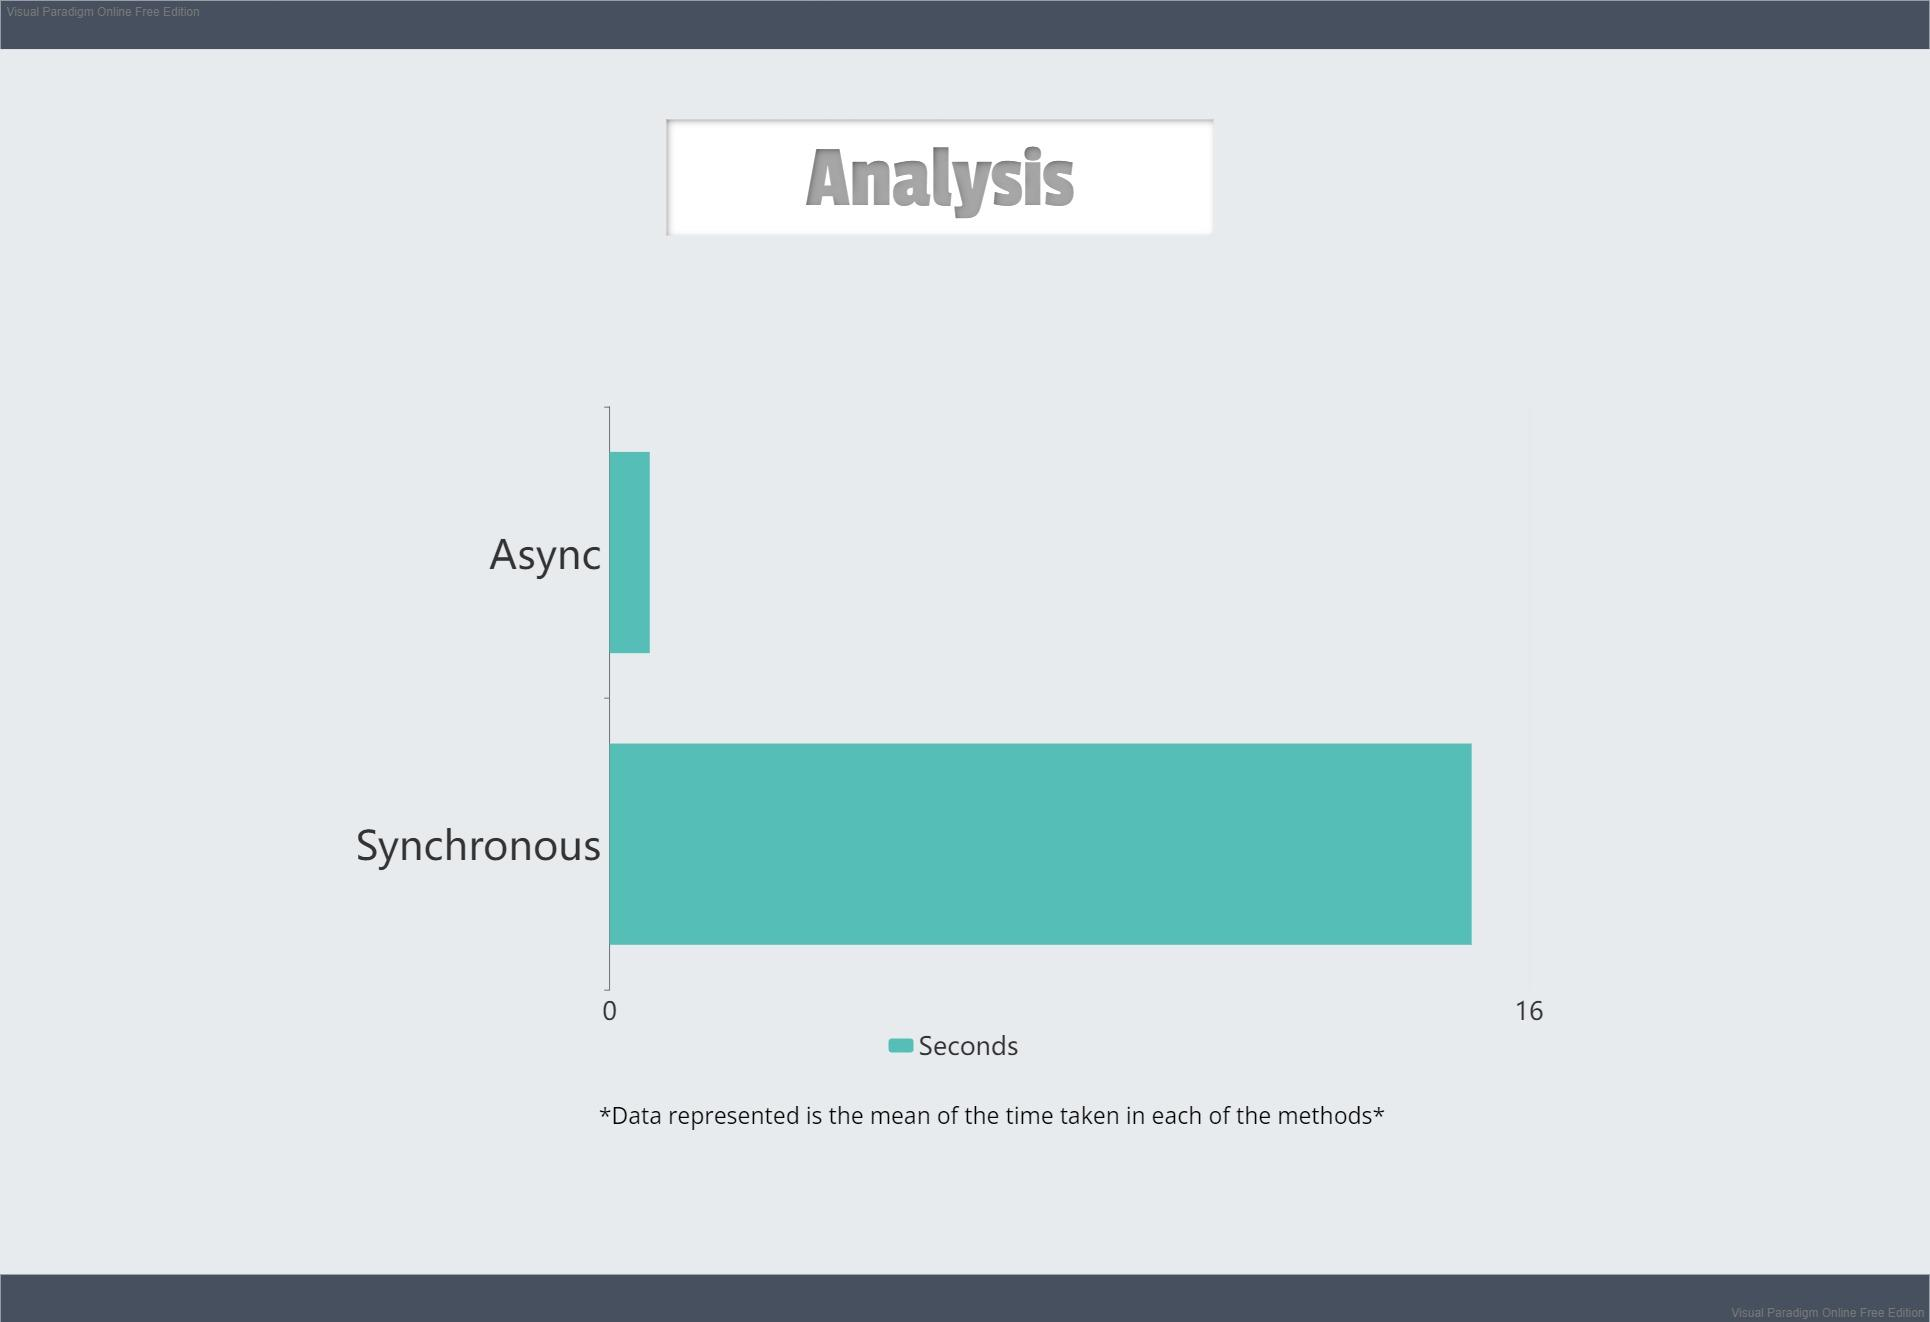 Visual Paradigm Online Free Edition
Analysis
Async
Synchronous
0
16
Seconds
*Data represented is the mean of the time taken in each of the methods*
Visual Paradigm Online Free Edition